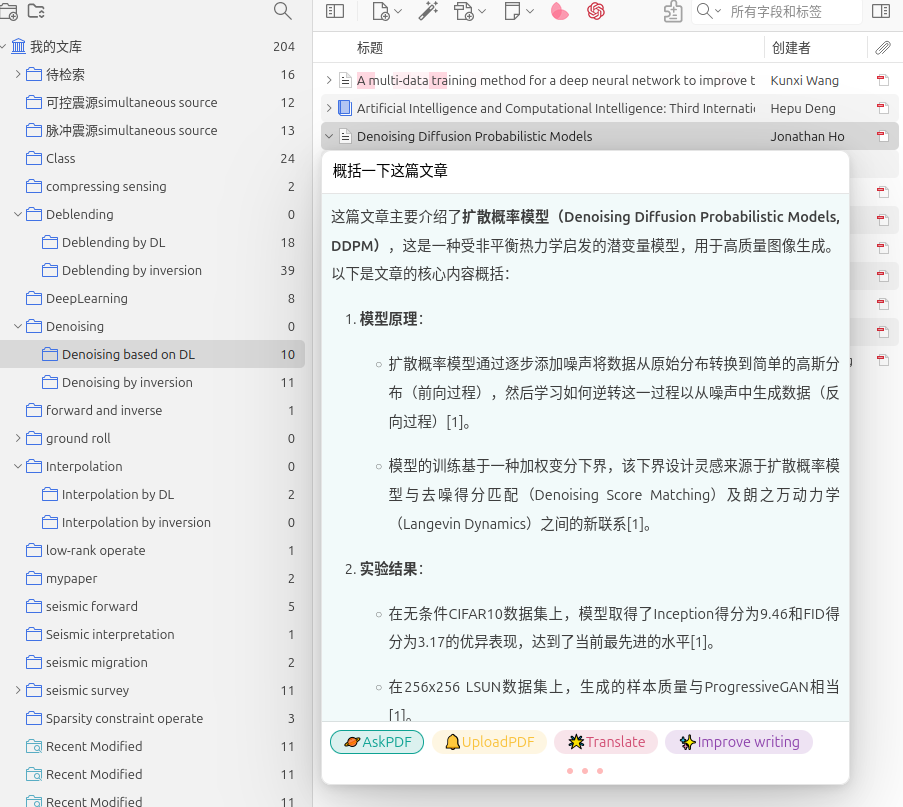 所有字段和标签
我的文库 204
待检索 16
可控震源simultaneous source 12
脉冲震源simultaneous source 13
Class 24
compressing sensing 2
Deblending 0
Deblending by DL 18
Deblending by inversion 39
DeepLearning 8
Denoising 0
Denoising based on DL 10
Denoising by inversion 11
forward and inverse 1
ground roll 0
Interpolation 0
Interpolation by DL 2
Interpolation by inversion 0
low-rank operate 1
mypaper 2
seismic forward 5
Seismic interpretation 1
seismic migration 2
seismic survey 11
Sparsity constraint operate 3
Recent Modified 11
Recent Modified 11
Recent Modified 11
标题 创建者
A multi-data training method for a deep neural network to improve t Kunxi Wang
Artificial Intelligence and Computational Intelligence: Third Internati Hepu Deng
Denoising Diffusion Probabilistic Models Jonathan Ho
概括一下这篇文章
这篇文章主要介绍了扩散概率模型（Denoising Diffusion Probabilistic Models,
DDPM），这是一种受非平衡热力学启发的潜变量模型，用于高质量图像生成。
以下是文章的核心内容概括：
1. 模型原理：
扩散概率模型通过逐步添加噪声将数据从原始分布转换到简单的高斯分
布（前向过程），然后学习如何逆转这一过程以从噪声中生成数据（反
向过程）[1]。
模型的训练基于一种加权变分下界，该下界设计灵感来源于扩散概率模
型与去噪得分匹配（Denoising Score Matching）及朗之万动力学
（Langevin Dynamics）之间的新联系[1]。
2. 实验结果：
在无条件CIFAR10数据集上，模型取得了Inception得分为9.46和FID得
分为3.17的优异表现，达到了当前最先进的水平[1]。
在256x256 LSUN数据集上，生成的样本质量与ProgressiveGAN相当
[1]。
AskPDF UploadPDF Translate Improve writing